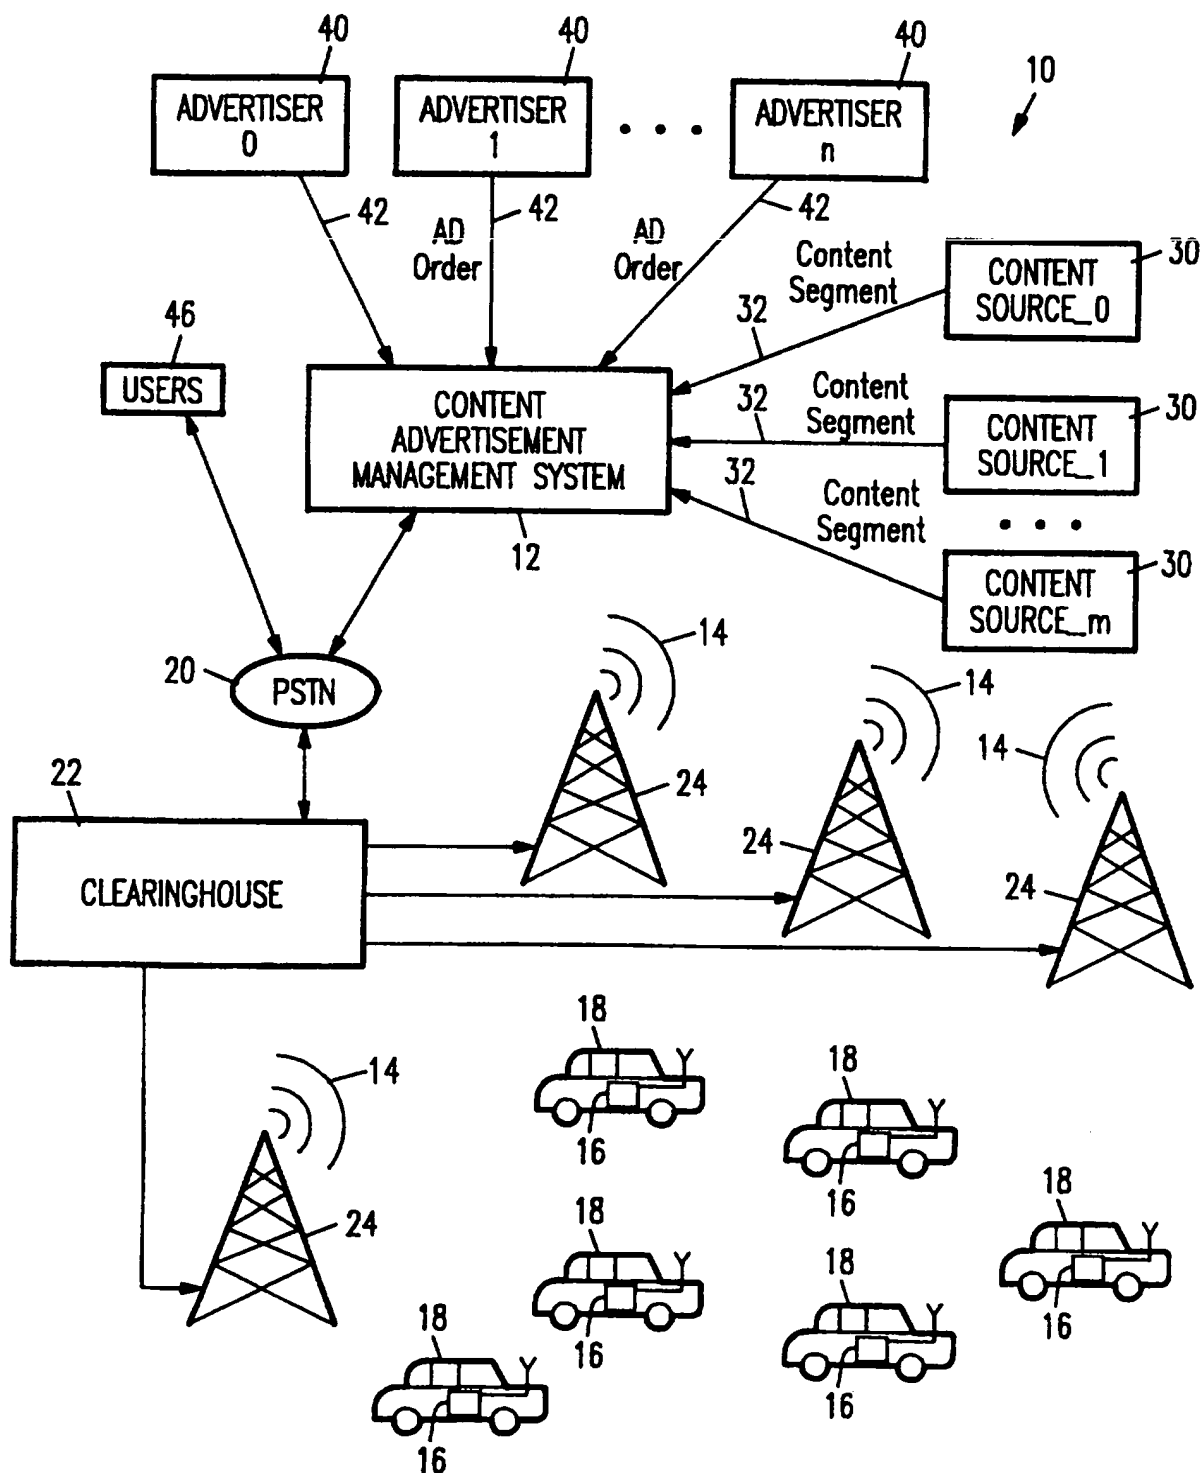 40
40
40
10
ADVERTISER
0
ADVERTISER
1
• • •
ADVERTISER
n
42
42
42
AD
Order
AD
Order
Content
Segment
30
CONTENT
SOURCE_0
46
32
USERS
CONTENT
ADVERTISEMENT
MANAGEMENT SYSTEM
32
Content
Segment
30
CONTENT
SOURCE_1
• • •
32
Content
Segment
12
30
CONTENT
SOURCE_m
20
PSTN
14
14
14
22
24
CLEARINGHOUSE
24
24
14
24
18
16
18
16
18
16
18
16
18
16
18
16